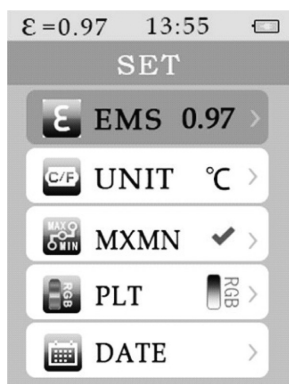 ε=0.97 13:55
SET
ε EMS 0.97 >
C/F UNIT °C >
MAX MIN MXMN ✔ >
RGB PLT RGB >
DATE >